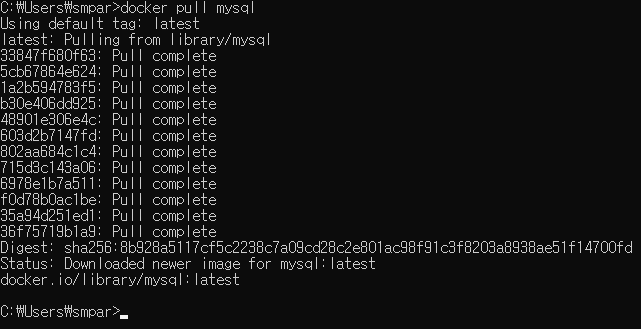 C:₩Users₩smpar>docker pull mysql
Using default tag: latest
latest: Pulling from library/mysql
33847f680f63: Pull complete
5cb67864e624: Pull complete
1a2b594783f5: Pull complete
b30e406dd925: Pull complete
48901e306e4c: Pull complete
603d2b7147fd: Pull complete
802aa684c1c4: Pull complete
715d3c143a06: Pull complete
6978e1b7a511: Pull complete
f0d78b0ac1be: Pull complete
35a94d251ed1: Pull complete
36f75719b1a9: Pull complete
Digest: sha256:8b928a5117cf5c2238c7a09cd28c2e801ac98f91c3f8203a8938ae51f14700fd
Status: Downloaded newer image for mysql:latest
docker.io/library/mysql:latest
C:₩Users₩smpar>